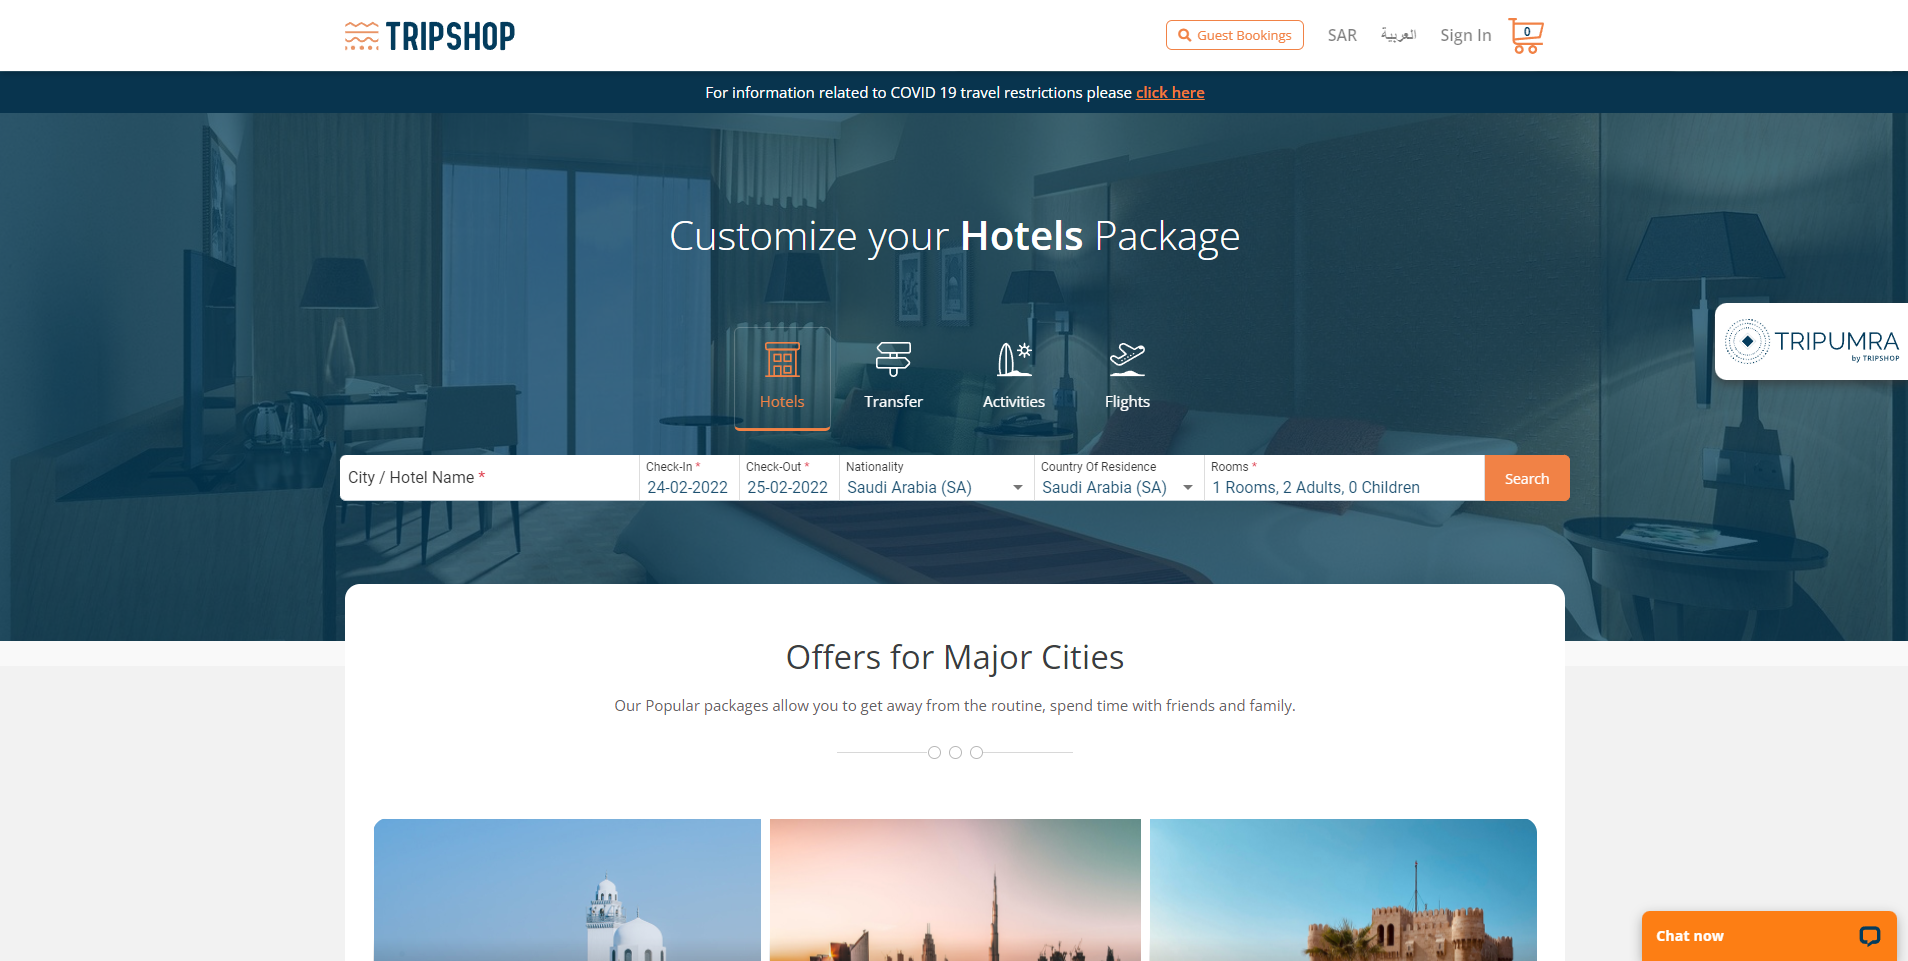 TRIPSHOP
Guest Bookings
SAR
العربية
Sign In
0
For information related to COVID 19 travel restrictions please click here
Customize your Hotels Package
TRIPUMRA
by TRIPSHOP
Hotels
Transfer
Activities
Flights
City / Hotel Name *
Check-In *
24-02-2022
Check-Out *
25-02-2022
Nationality
Saudi Arabia (SA)
Country Of Residence
Saudi Arabia (SA)
Rooms *
1 Rooms, 2 Adults, 0 Children
Search
Offers for Major Cities
Our Popular packages allow you to get away from the routine, spend time with friends and family.
Chat now